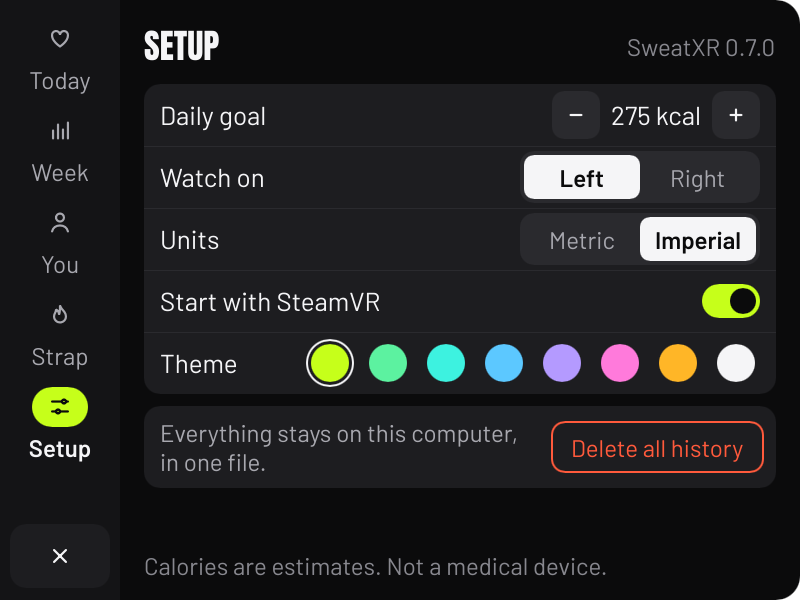 Today
Week
You
Strap
Setup
SETUP
SweatXR 0.7.0
Daily goal
− 275 kcal +
Watch on
Left Right
Units
Metric Imperial
Start with SteamVR
Theme
Everything stays on this computer,
in one file.
Delete all history
Calories are estimates. Not a medical device.